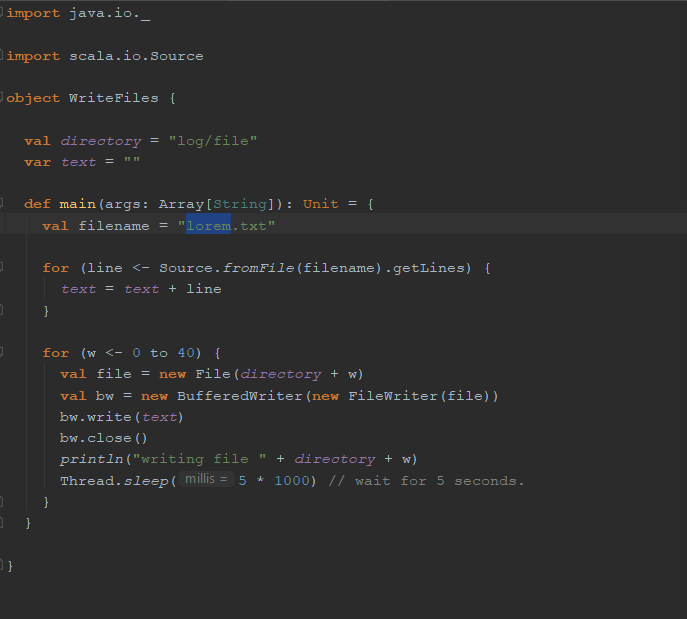 import java.io._
import scala.io.Source
object WriteFiles {
val directory = "log/file"
var text = ""
def main(args: Array[String]): Unit = {
val filename = "lorem.txt"
for (line <- Source.fromFile(filename).getLines) {
text = text + line
}
for (w <- 0 to 40) {
val file = new File(directory + w)
val bw = new BufferedWriter(new FileWriter(file))
bw.write(text)
bw.close()
println("writing file " + directory + w)
Thread.sleep( millis = 5 * 1000) // wait for 5 seconds.
}
}
}